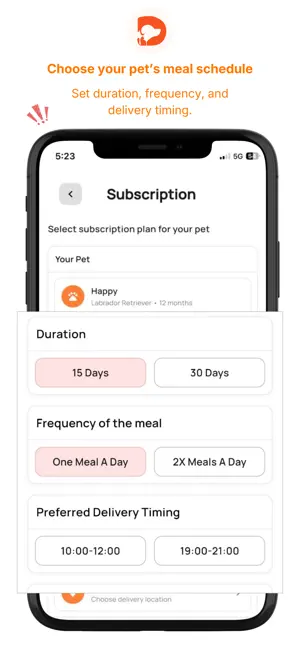 Choose your pet's meal schedule
Set duration, frequency, and
delivery timing.
5:23
5G
Subscription
Select subscription plan for your pet
Your Pet
Happy
Labrador Retriever • 12 months
Duration
15 Days
30 Days
Frequency of the meal
One Meal A Day
2X Meals A Day
Preferred Delivery Timing
10:00-12:00
19:00-21:00
Choose delivery location